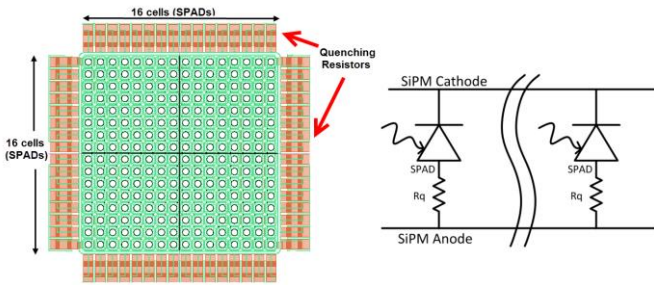 16 cells (SPADs)
Quenching
Resistors
16 cells
(SPADs)
SiPM Cathode
SPAD
Rq
SPAD
Rq
SiPM Anode